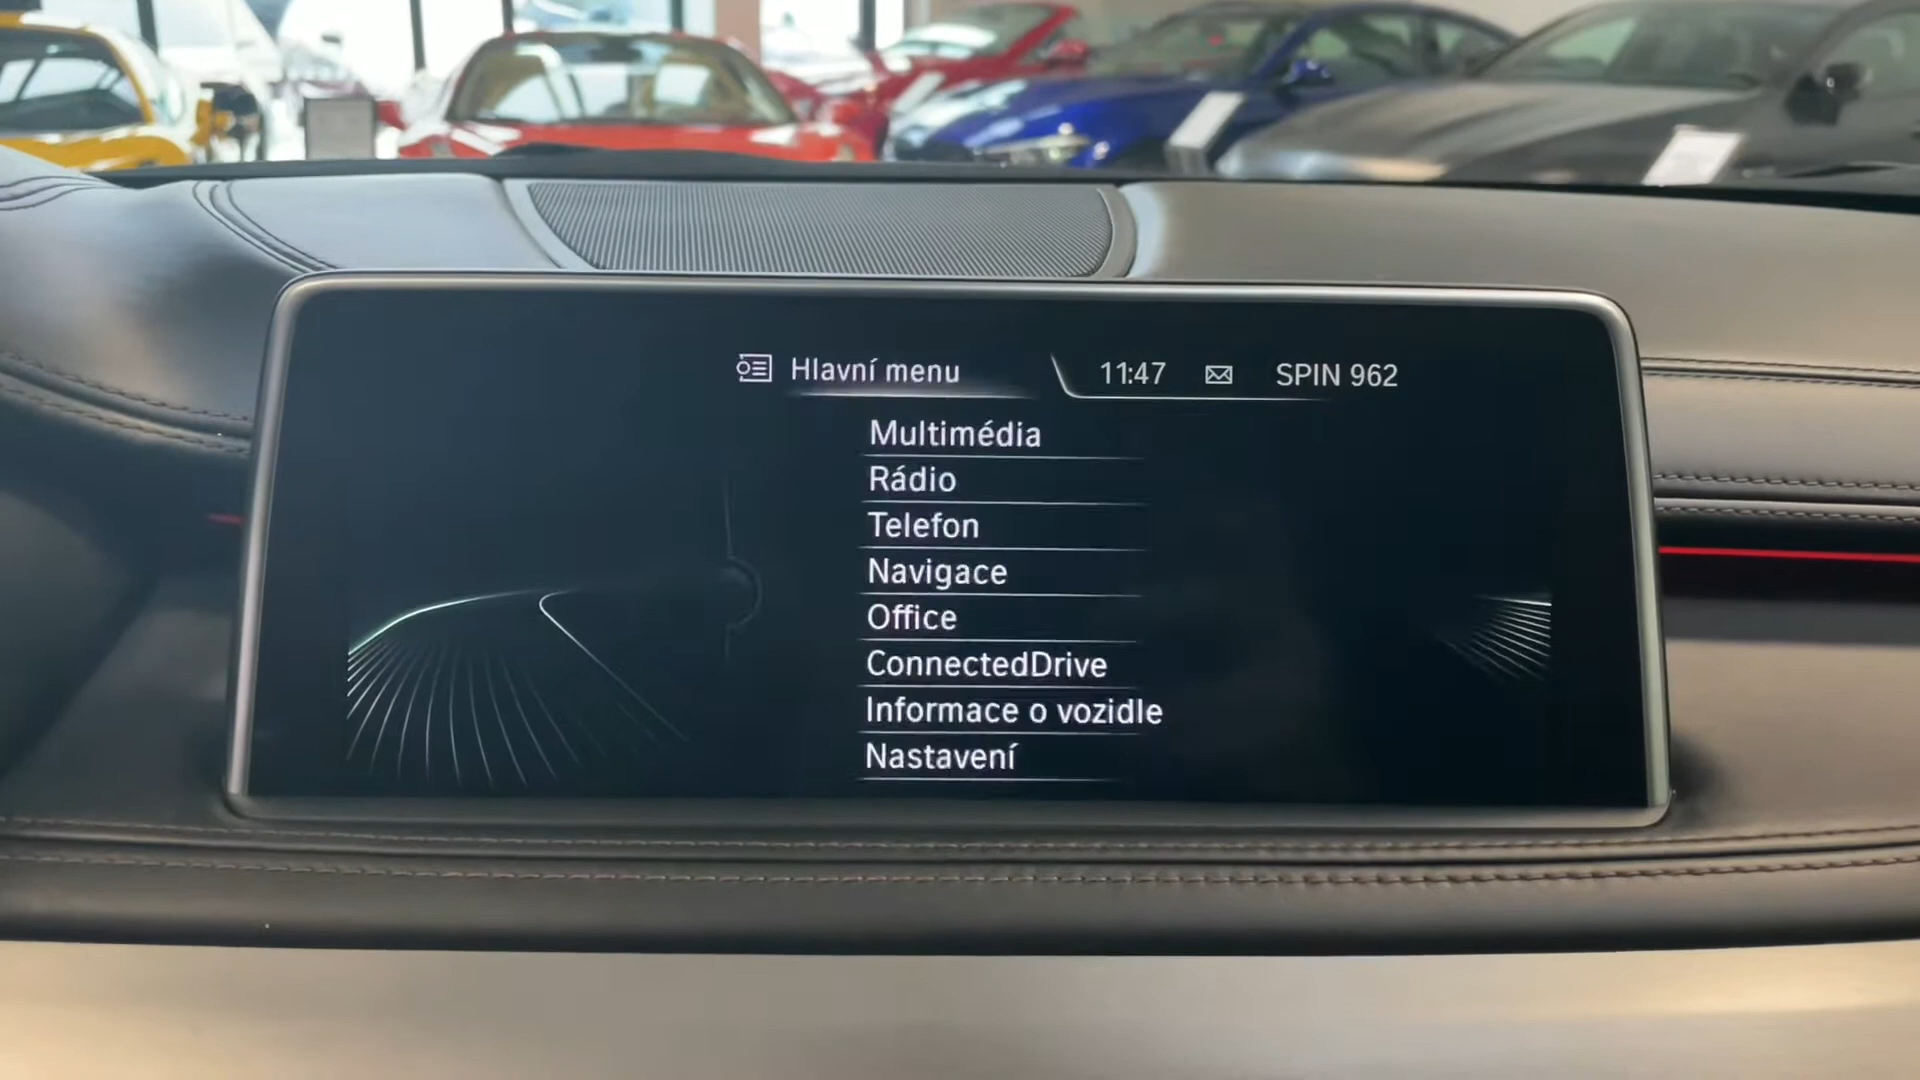 Hlavní menu
11:47
SPIN 962
Multimédia
Rádio
Telefon
Navigace
Office
ConnectedDrive
Informace o vozidle
Nastavení